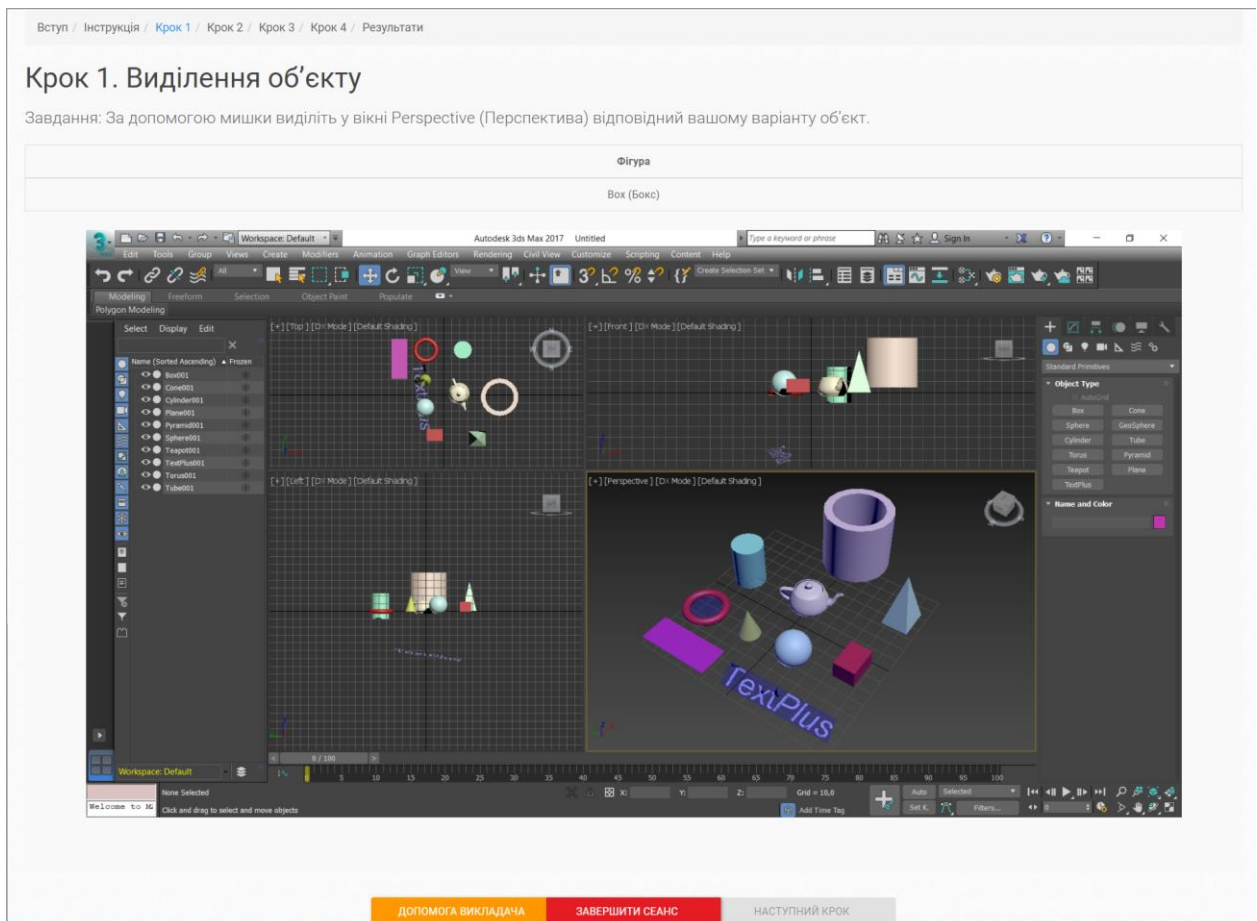 Вступ / Інструкція / Крок 1 / Крок 2 / Крок 3 / Крок 4 / Результати
Крок 1. Виділення об’єкту
Завдання: За допомогою мишки виділіть у вікні Perspective (Перспектива) відповідний вашому варіанту об’єкт.
Фігура
Box (Бокс)
Workspace: Default
Autodesk 3ds Max 2017 Untitled
Type a keyword or phrase
Sign In
Edit Tools Group Views Create Modifiers Animation Graph Editors Rendering Civil View Customize Scripting Content Help
All View Create Selection Set
Modeling Freeform Selection Object Paint Populate
Polygon Modeling
Select Display Edit
Name (Sorted Ascending) Frozen
Box001
Cone001
Cylinder001
Plane001
Pyramid001
Sphere001
Teapot001
TextPlus001
Torus001
Tube001
[+] [Top] [DX Mode] [Default Shading]
TextPlus
[+] [Front] [DX Mode] [Default Shading]
[+] [Left] [DX Mode] [Default Shading]
TextPlus
[+] [Perspective] [DX Mode] [Default Shading]
TextPlus
Standard Primitives
Object Type
AutoGrid
Box Cone
Sphere GeoSphere
Cylinder Tube
Torus Pyramid
Teapot Plane
TextPlus
Name and Color
Workspace: Default
0 / 100
5 10 15 20 25 30 35 40 45 50 55 60 65 70 75 80 85 90 95 100
None Selected
X: Y: Z: Grid = 10,0
Auto Selected
Welcome to M
Click and drag to select and move objects
Add Time Tag
Set K. Filters...
0
ДОПОМОГА ВИКЛАДАЧА
ЗАВЕРШИТИ СЕАНС
НАСТУПНИЙ КРОК